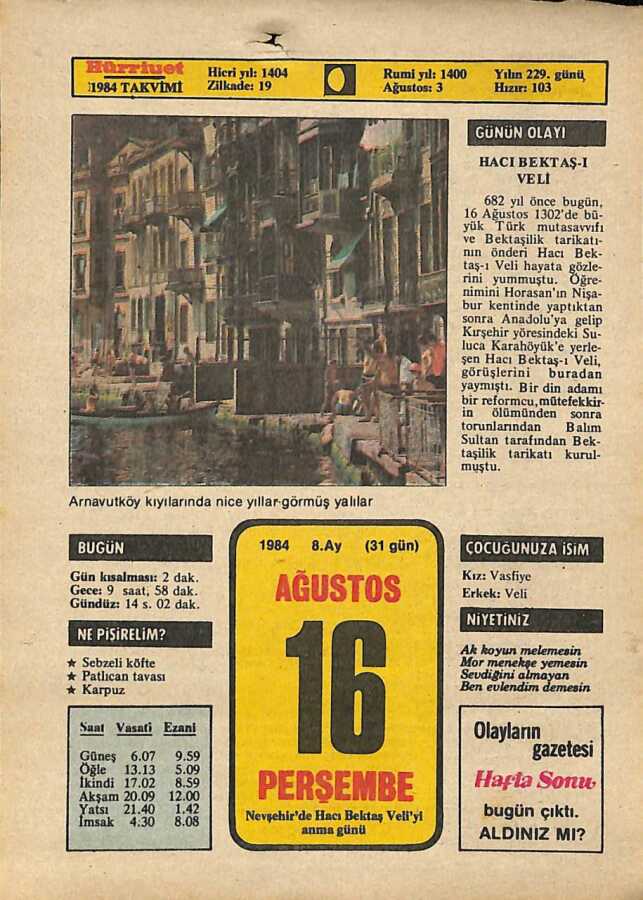 Hürriyet
1984 TAKVİMİ
Hicri yıl: 1404
Zilkade: 19
Rumi yıl: 1400
Ağustos: 3
Yılın 229. günü,
Hızır: 103
GÜNÜN OLAYI
HACI BEKTAŞ-I
VELİ
682 yıl önce bugün,
16 Ağustos 1302'de bü-
yük Türk mutasavvıfı
ve Bektaşilik tarikatı-
nın önderi Hacı Bek-
taş-ı Veli hayata gözle-
rini yummuştu. Öğre-
nimini Horasan'ın Nişa-
bur kentinde yaptıktan
sonra Anadolu'ya gelip
Kırşehir yöresindeki Su-
luca Karahöyük'e yerle-
şen Hacı Bektaş-ı Veli,
görüşlerini buradan
yaymıştı. Bir din adamı
bir reformcu, mütefekkir-
in ölümünden sonra
torunlarından Balım
Sultan tarafından Bek-
taşilik tarikatı kurul-
muştu.
Arnavutköy kıyılarında nice yıllar görmüş yalılar
BUGÜN
Gün kısalması: 2 dak.
Gece: 9 saat, 58 dak.
Gündüz: 14 s. 02 dak.
NE PİŞİRELİM?
★ Sebzeli köfte
★ Patlıcan tavası
★ Karpuz
Saat Vasati Ezani
Güneş 6.07 9.59
Öğle 13.13 5.09
İkindi 17.02 8.59
Akşam 20.09 12.00
Yatsı 21.40 1.42
İmsak 4.30 8.08
1984 8.Ay (31 gün)
AĞUSTOS
16
PERŞEMBE
Nevşehir'de Hacı Bektaş Veli'yi
anma günü
ÇOCUĞUNUZA İSİM
Kız: Vasfiye
Erkek: Veli
NİYETİNİZ
Ak koyun melemesin
Mor menekşe yemesin
Sevdiğini almayan
Ben evlendim demesin
Olayların
gazetesi
Hafta Sonu
bugün çıktı.
ALDINIZ MI?